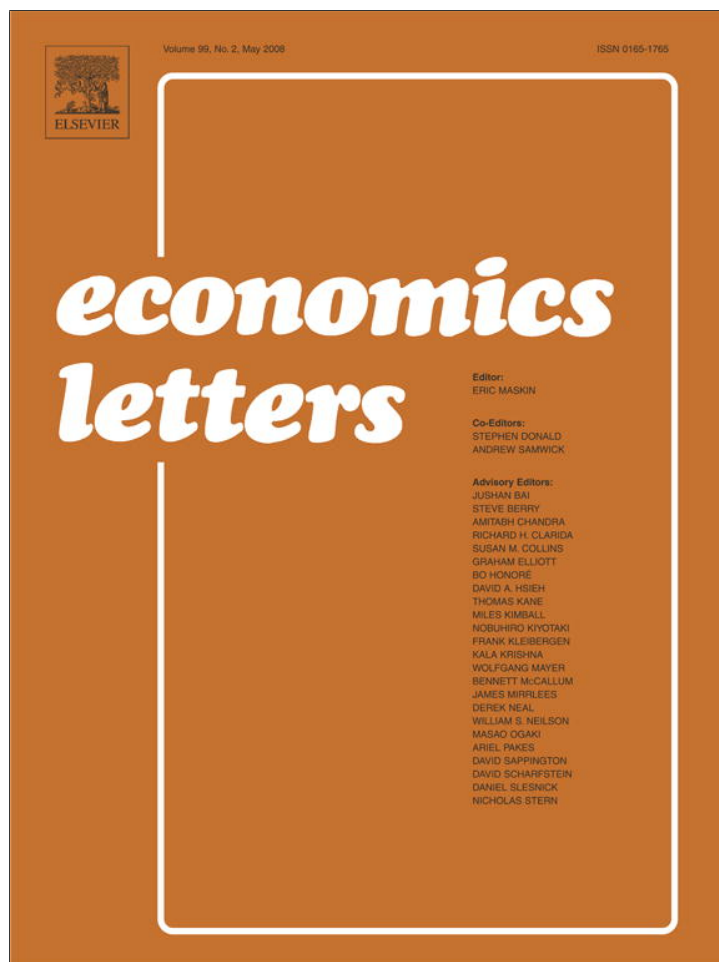 Volume 99, No. 2, May 2008
ISSN 0165-1765
ELSEVIER
economics
letters
Editor:
ERIC MASKIN
Co-Editors:
STEPHEN DONALD
ANDREW SAMWICK
Advisory Editors:
JUSHAN BAI
STEVE BERRY
AMITABH CHANDRA
RICHARD H. CLARIDA
SUSAN M. COLLINS
GRAHAM ELLIOTT
BO HONORÉ
DAVID A. HSIEH
THOMAS KANE
MILES KIMBALL
NOBUHIRO KIYOTAKI
FRANK KLEIBERGEN
KALA KRISHNA
WOLFGANG MAYER
BENNETT McCALLUM
JAMES MIRRLEES
DEREK NEAL
WILLIAM S. NEILSON
MASAO OGAKI
ARIEL PAKES
DAVID SAPPINGTON
DAVID SCHARFSTEIN
DANIEL SLESNICK
NICHOLAS STERN